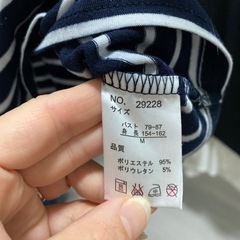 NO. 29228
サイズ
バスト 79-87
身 長 154-162
M
品質
ポリエステル 95%
ポリウレタン 5%